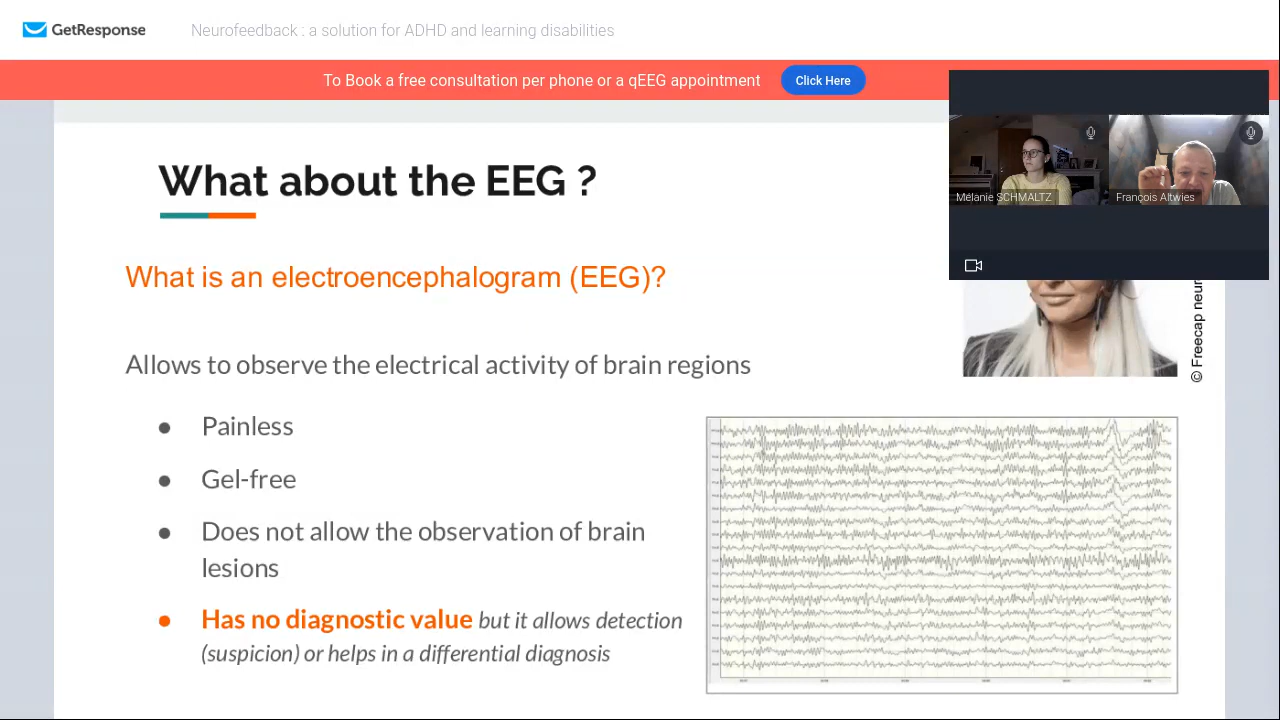 GetResponse
Neurofeedback : a solution for ADHD and learning disabilities
To Book a free consultation per phone or a qEEG appointment
Click Here
Mélanie SCHMALTZ
François Altwies
What about the EEG ?
What is an electroencephalogram (EEG)?
© Freecap
Allows to observe the electrical activity of brain regions
● Painless
● Gel-free
● Does not allow the observation of brain
lesions
● Has no diagnostic value but it allows detection
(suspicion) or helps in a differential diagnosis